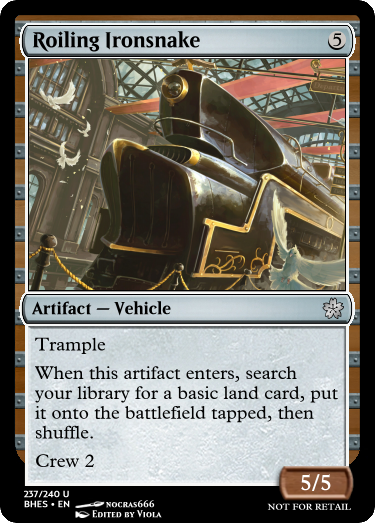 Roiling Ironsnake 5
Artifact — Vehicle
Trample
When this artifact enters, search
your library for a basic land card, put
it onto the battlefield tapped, then
shuffle.
Crew 2
5/5
237/240 U
BHES • EN nocras666
Edited by Viola
NOT FOR RETAIL